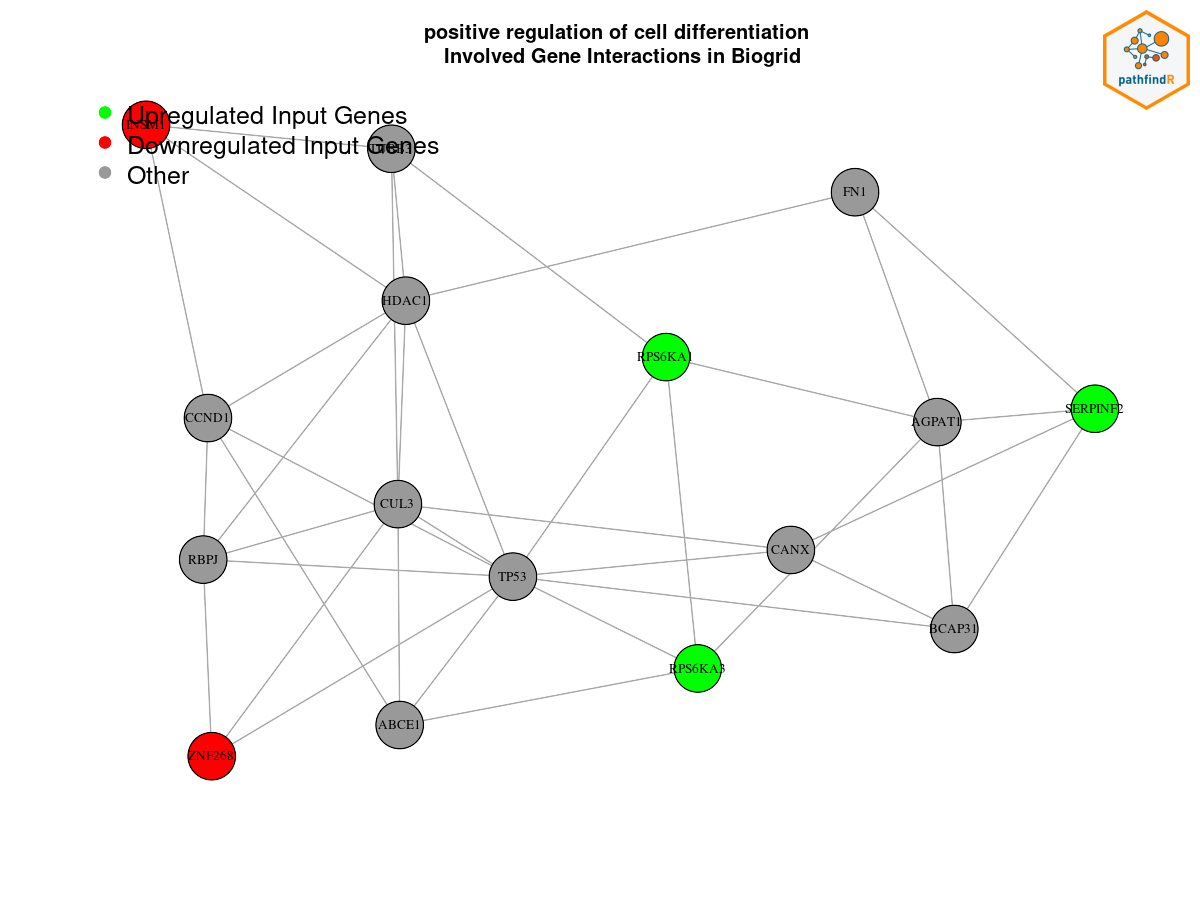 positive regulation of cell differentiation
Involved Gene Interactions in Biogrid
pathfindR
Upregulated Input Genes
INSM1
Downregulated Input Genes
Other
FN1
HDAC1
RPS6KA1
SERPINF2
CCND1
AGPAT1
CUL3
CANX
RBPJ
TP53
BCAP31
RPS6KA3
ABCE1
ZNF268